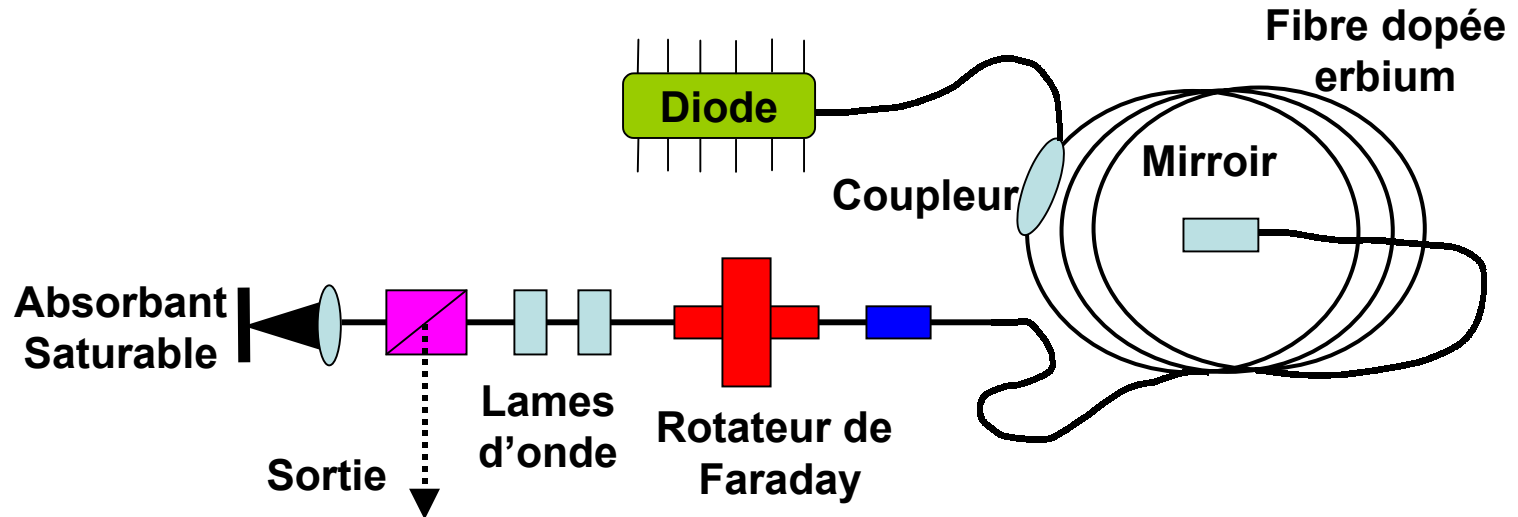 Fibre dopée
erbium
Diode
Mirroir
Coupleur
Absorbant
Saturable
Lames
d’onde
Rotateur de
Faraday
Sortie